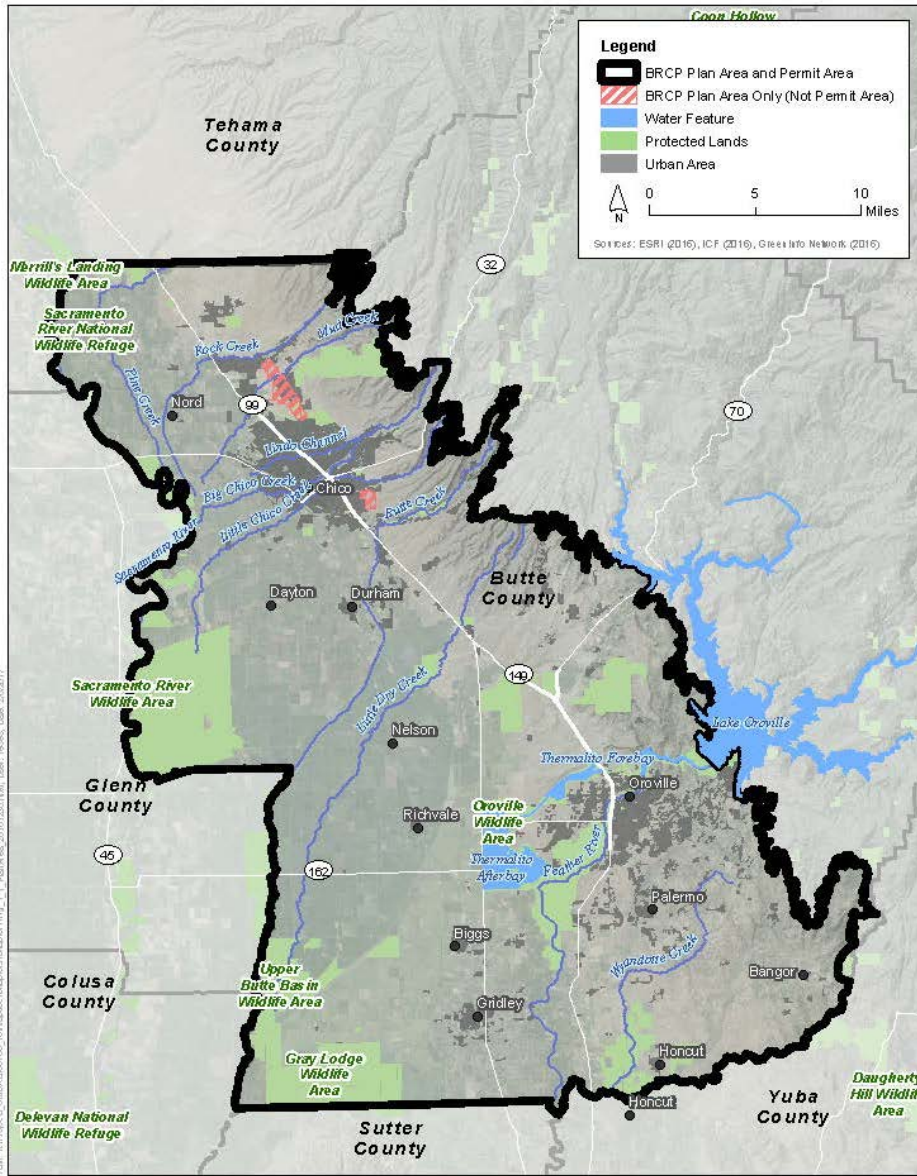 Coon Hollow
Legend
BRCP Plan Area and Permit Area
BRCP Plan Area Only (Not Permit Area)
Water Feature
Protected Lands
Urban Area
N
0 5 10
Miles
Sources: ESRI (2016), ICF (2016), GreenInfo Network (2016)
Tehama
County
32
Merrill's Landing
Wildlife Area
Sacramento
River National
Wildlife Refuge
Rock Creek
Mud Creek
Pine Creek
Nord
99
70
Lindo Channel
Big Chico Creek
Chico
Little Chico Creek
Butte Creek
Sacramento River
Butte
County
Dayton
Durham
149
Sacramento River
Wildlife Area
Little Dry Creek
Lake Oroville
Nelson
Thermalito Forebay
Glenn
County
Oroville
Oroville
Wildlife
Area
Richvale
Feather River
45
162
Thermalito
Afterbay
Palermo
Biggs
Wyandotte Creek
Bangor
Colusa
County
Upper
Butte Basin
Wildlife Area
Gridley
Gray Lodge
Wildlife
Area
Honcut
Honcut
Delevan National
Wildlife Refuge
Sutter
County
Yuba
County
Daugherty
Hill Wildlife
Area